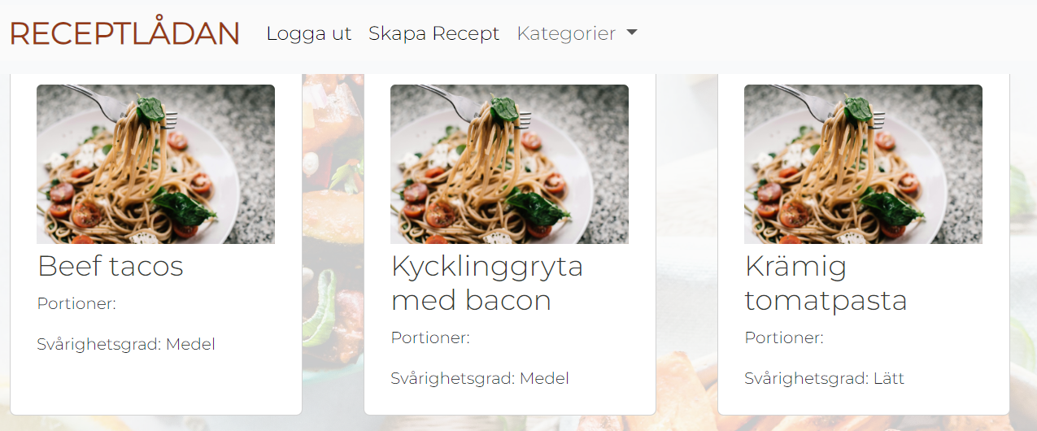 RECEPTLÅDAN Logga ut Skapa Recept Kategorier
Beef tacos
Portioner:
Svårighetsgrad: Medel
Kycklinggryta
med bacon
Portioner:
Svårighetsgrad: Medel
Krämig
tomatpasta
Portioner:
Svårighetsgrad: Lätt